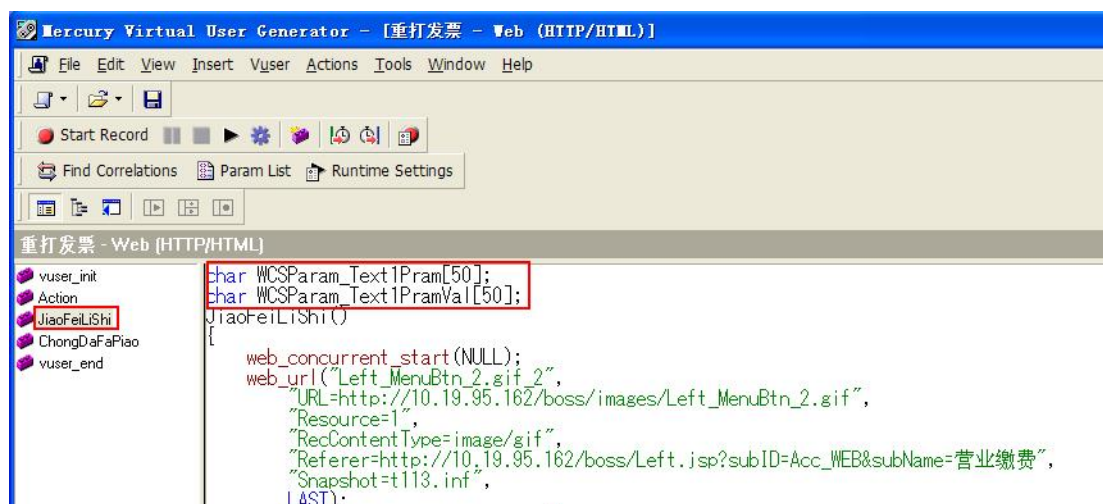 Mercury Virtual User Generator - [重打发票 - Web (HTTP/HTML)]
File Edit View Insert Vuser Actions Tools Window Help
Start Record
Find Correlations Param List Runtime Settings
重打发票 - Web (HTTP/HTML)
vuser_init
Action
JiaoFeiLiShi
ChongDaFaPiao
vuser_end
char WCSParam_Text1Pram[50];
char WCSParam_Text1PramVal[50];
JiaoFeiLiShi()
{
web_concurrent_start(NULL);
web_url("Left_MenuBtn_2.gif_2",
"URL=http://10.19.95.162/boss/images/Left_MenuBtn_2.gif",
"Resource=1",
"RecContentType=image/gif",
"Referer=http://10.19.95.162/boss/Left.jsp?subID=Acc_WEB&subName=营业缴费",
"Snapshot=t113.inf",
LAST);